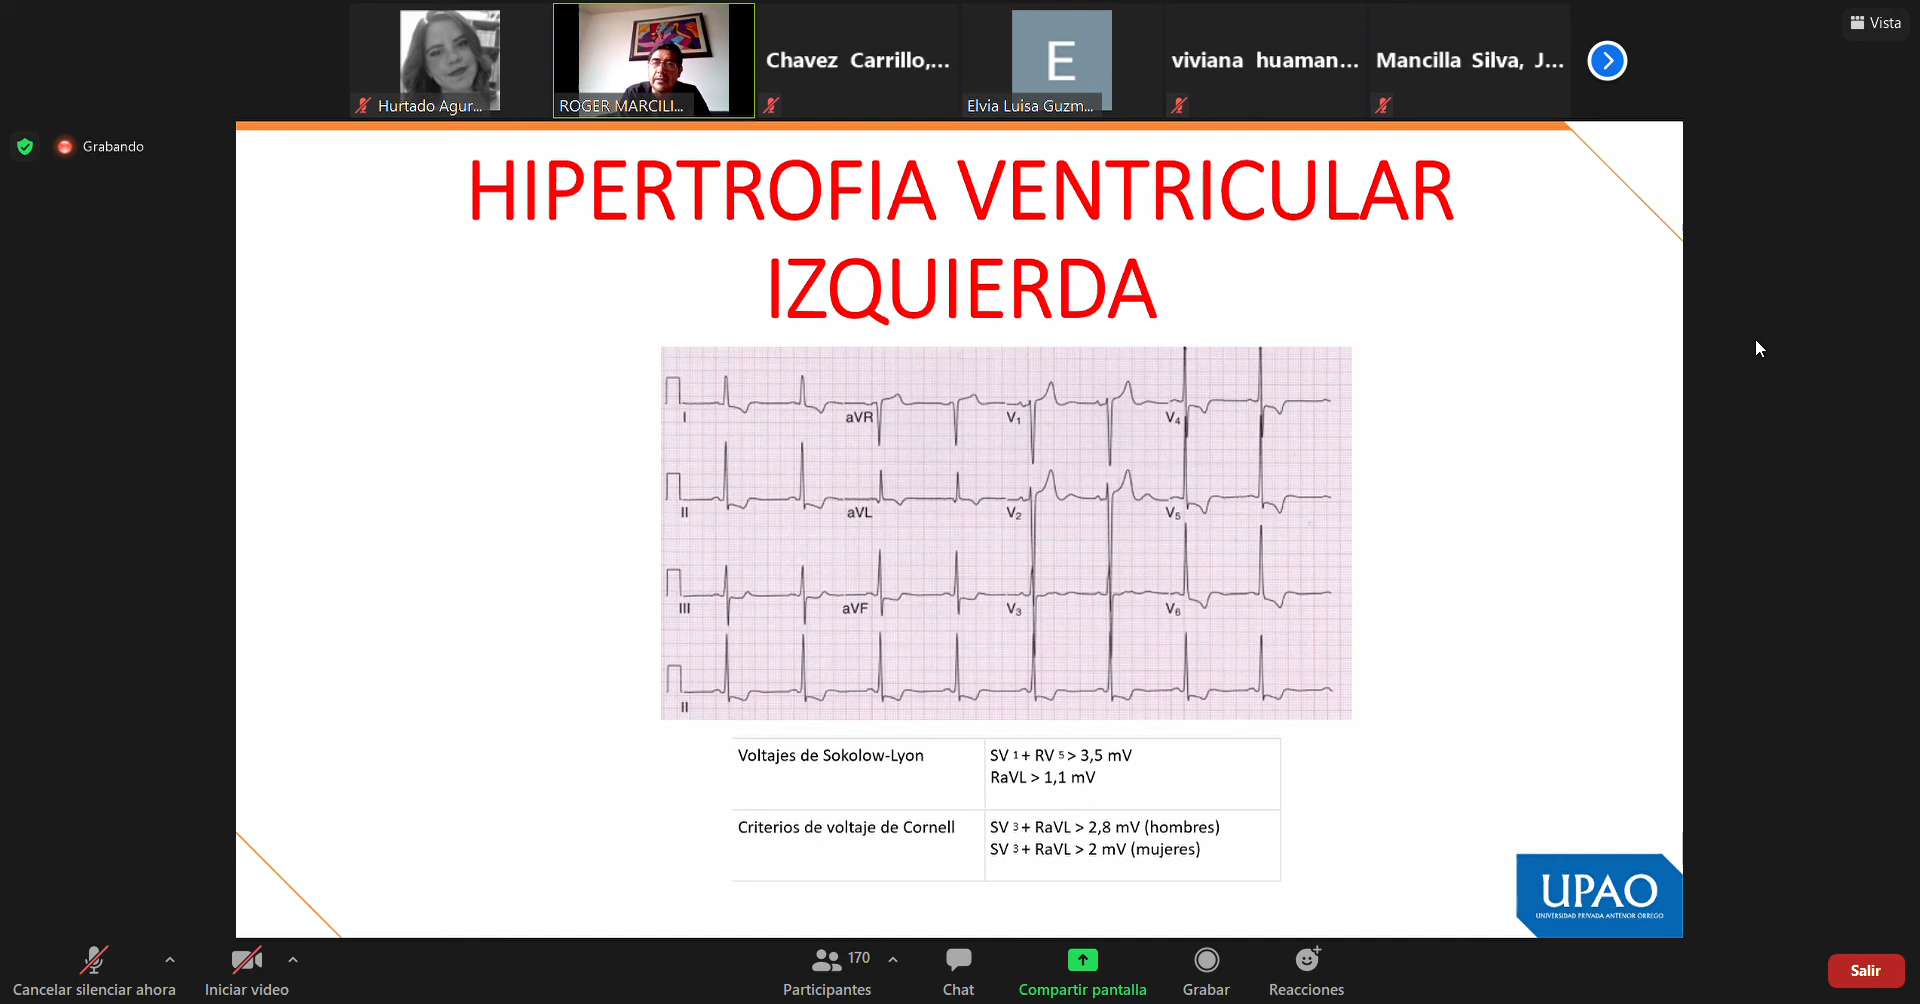 Vista
Hurtado Agur...
ROGER MARCILI...
Chavez Carrillo,...
E
Elvia Luisa Guzm...
viviana huaman...
Mancilla Silva, J...
Grabando
HIPERTROFIA VENTRICULAR
IZQUIERDA
I
aVR
V1
V4
II
aVL
V2
V5
III
aVF
V3
V6
II
Voltajes de Sokolow-Lyon
SV 1 + RV 5 > 3,5 mV
RaVL > 1,1 mV
Criterios de voltaje de Cornell
SV 3 + RaVL > 2,8 mV (hombres)
SV 3 + RaVL > 2 mV (mujeres)
UPAO
UNIVERSIDAD PRIVADA ANTENOR ORREGO
Cancelar silenciar ahora
Iniciar video
170
Participantes
Chat
Compartir pantalla
Grabar
Reacciones
Salir